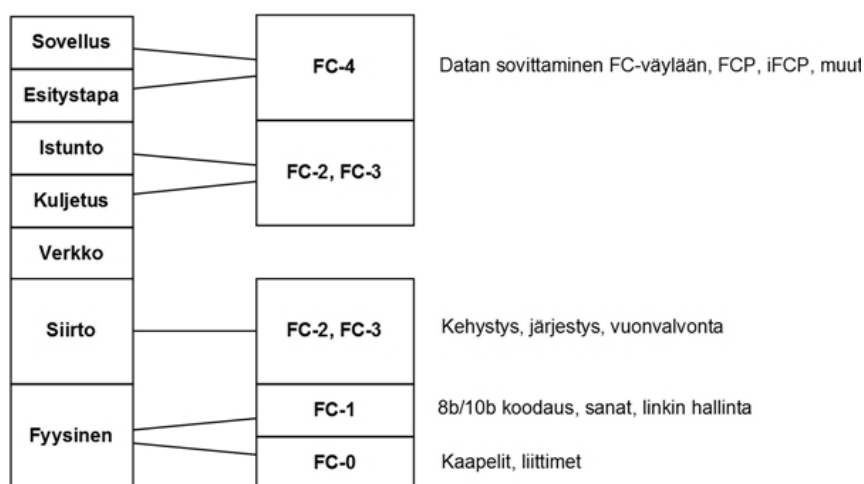 Sovellus
Esitystapa
Istunto
Kuljetus
Verkko
Siirto
Fyysinen
FC-4
FC-2, FC-3
FC-2, FC-3
FC-1
FC-0
Datan sovittaminen FC-väylään, FCP, iFCP, muut
Kehystys, järjestys, vuonvalvonta
8b/10b koodaus, sanat, linkin hallinta
Kaapelit, liittimet